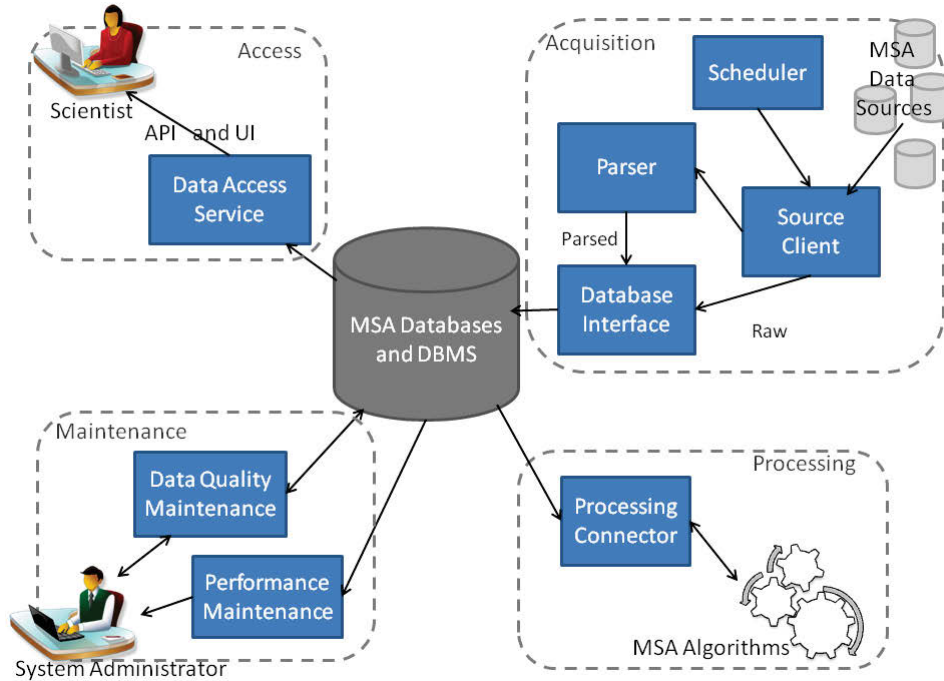 Access
Scientist
API and UI
Data Access
Service
Acquisition
Scheduler
MSA
Data
Sources
Parser
Source
Client
Parsed
Database
Interface
Raw
MSA Databases
and DBMS
Maintenance
Data Quality
Maintenance
Performance
Maintenance
System Administrator
Processing
Processing
Connector
MSA Algorithms